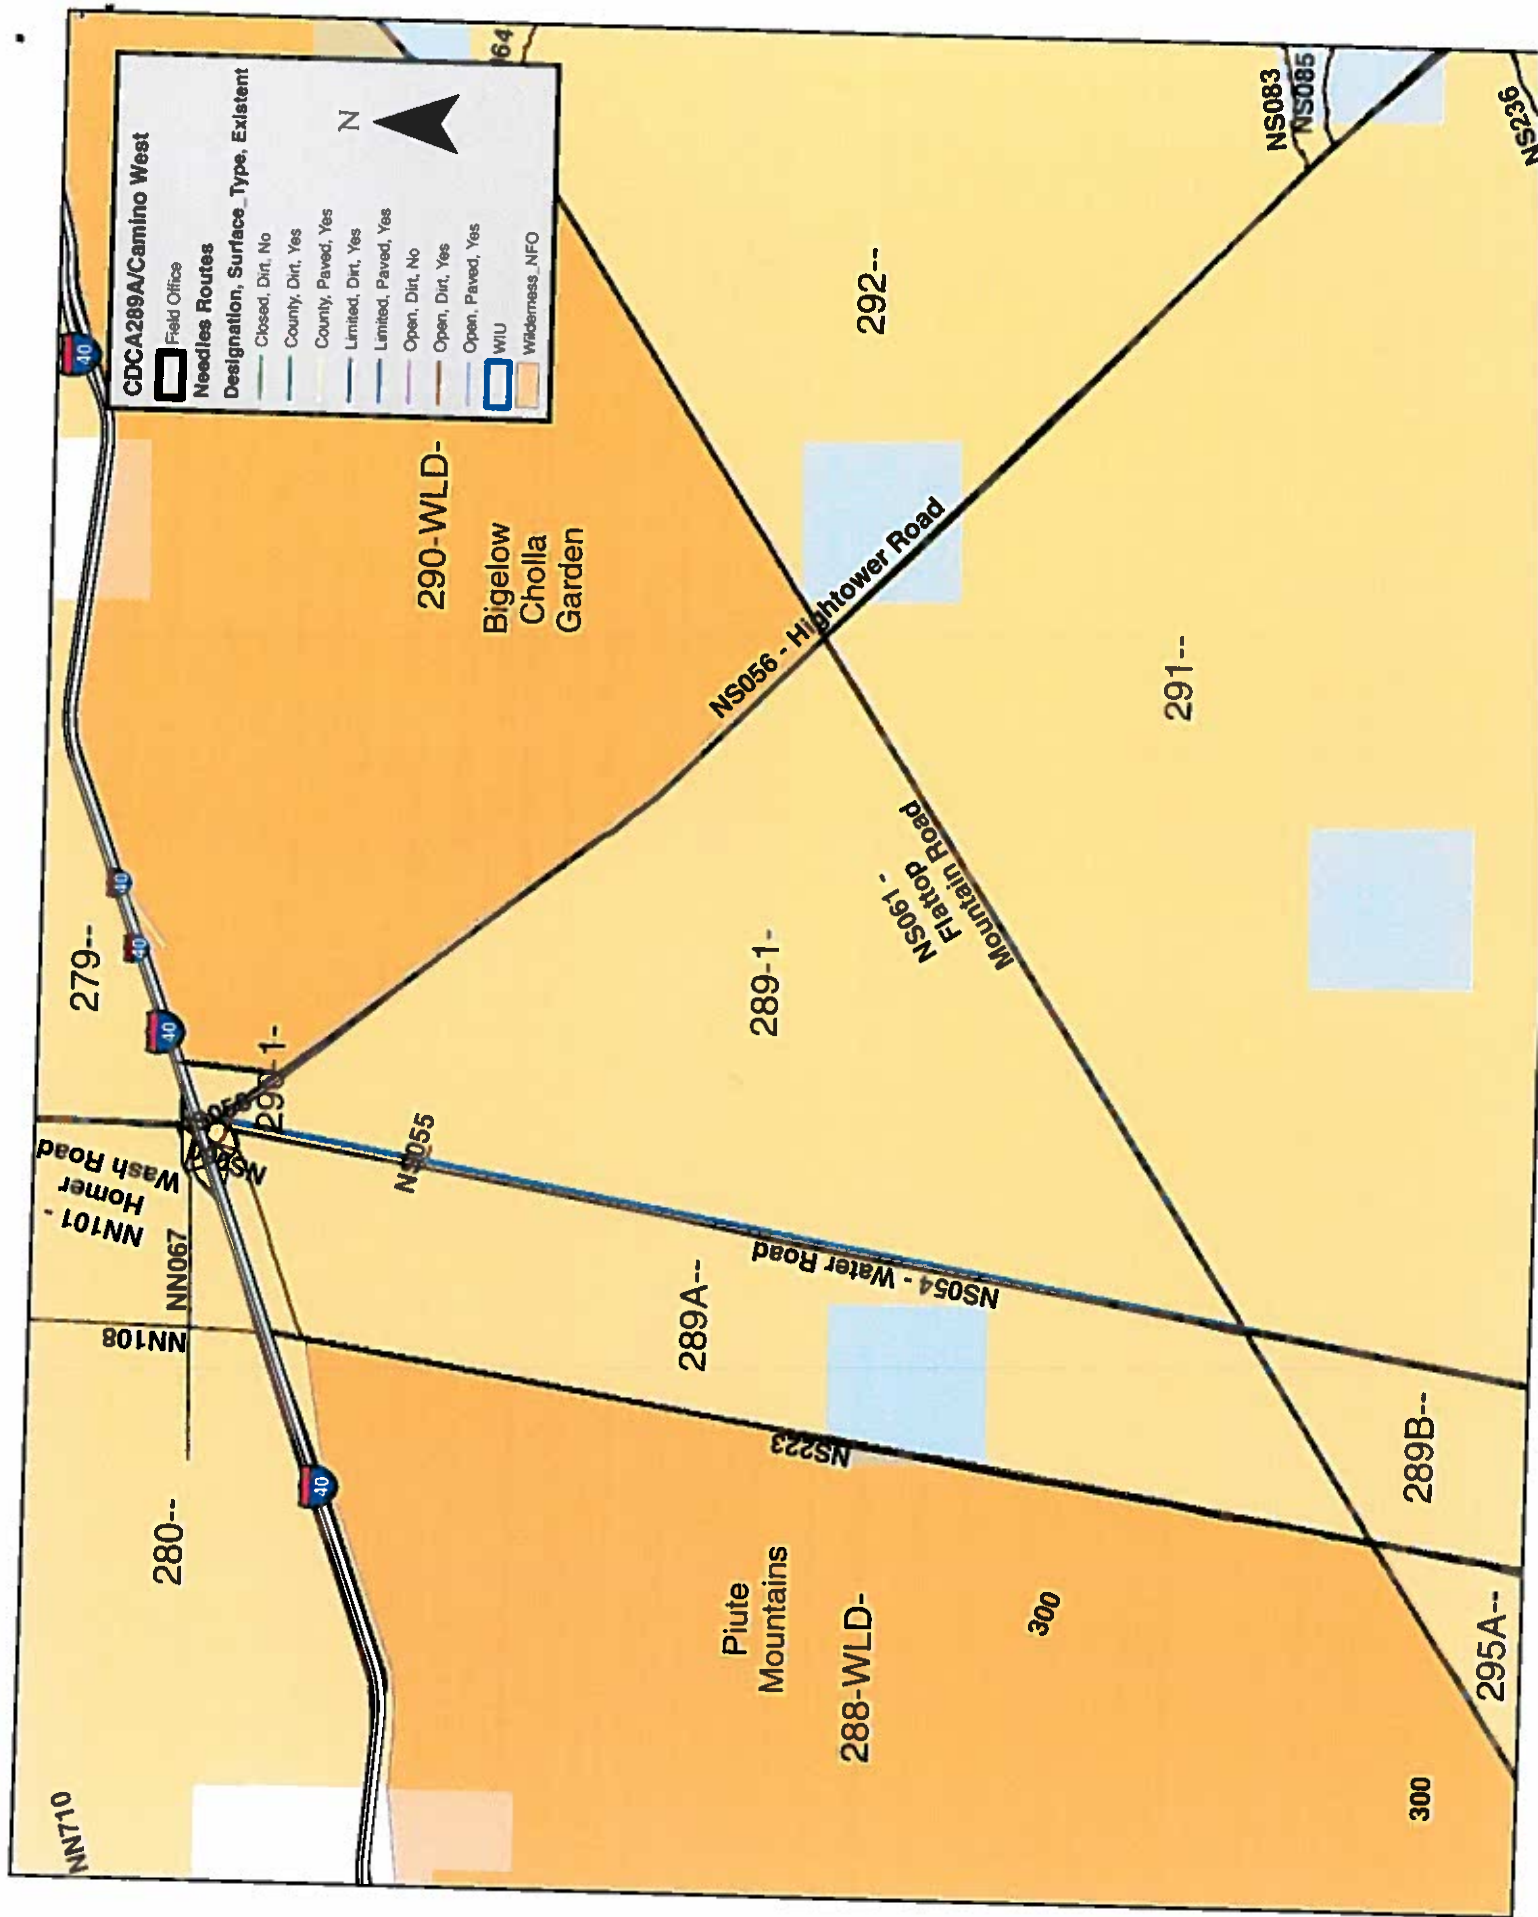 CDCA289A/Camino West
Field Office
Needles Routes
Designation, Surface_Type, Existent
Closed, Dirt, No
County, Dirt, Yes
County, Paved, Yes
Limited, Dirt, Yes
Limited, Paved, Yes
Open, Dirt, No
Open, Dirt, Yes
Open, Paved, Yes
WIU
Wilderness_NFO
N
NN710
280--
NN108
NN067
NN101 -
Homer
Wash Road
279--
40
40
40
40
40
290-WLD-
Bigelow
Cholla
Garden
NS055
289A--
NS054 - Water Road
NS223
Piute
Mountains
288-WLD-
300
300
289-1-
NS061 -
Flattop
Mountain Road
NS056 - Hightower Road
292--
291--
289B--
295A--
NS083
NS085
NS236